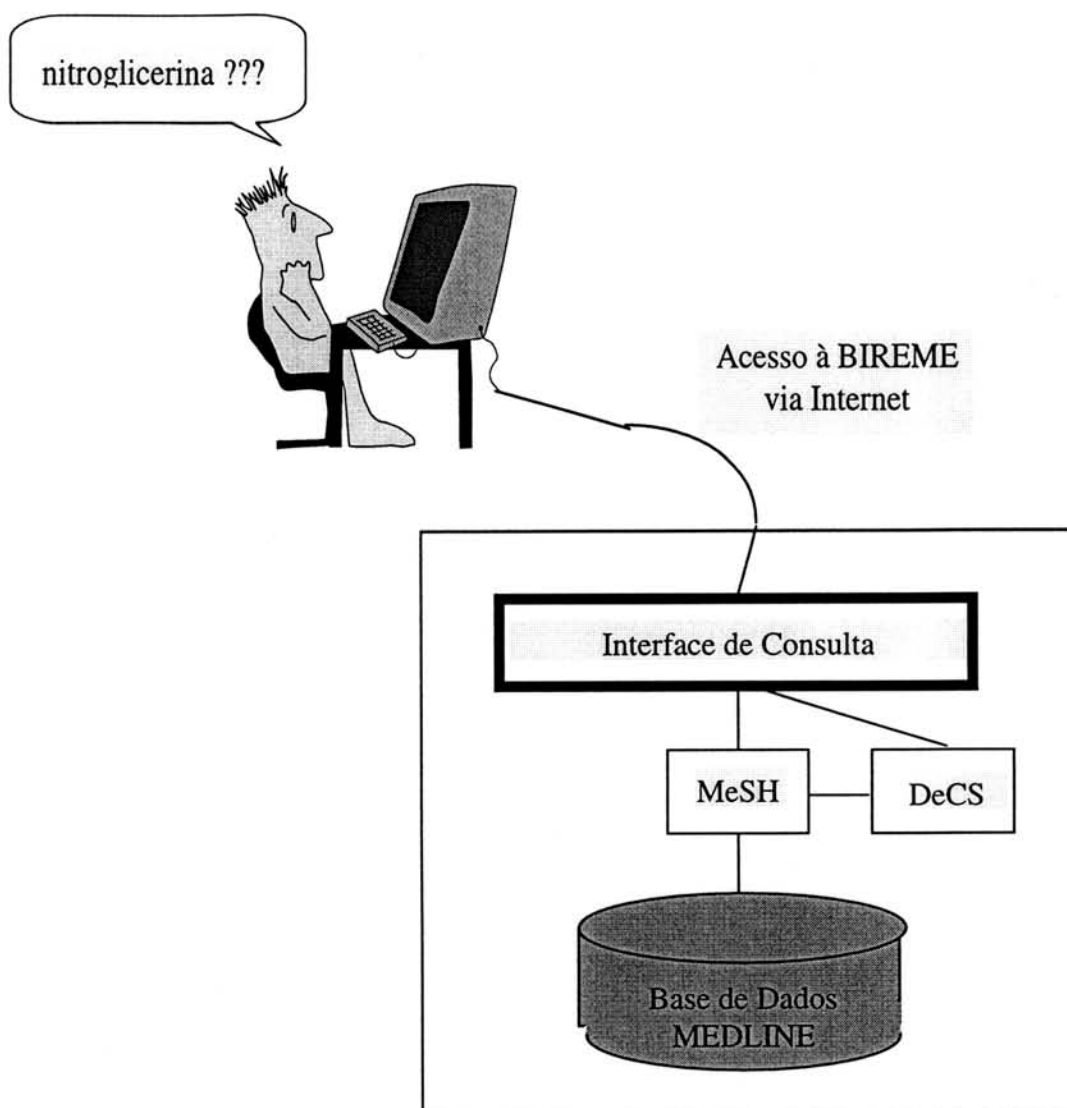 nitroglicerina ???
Acesso à BIREME
via Internet
Interface de Consulta
MeSH
DeCS
Base de Dados
MEDLINE